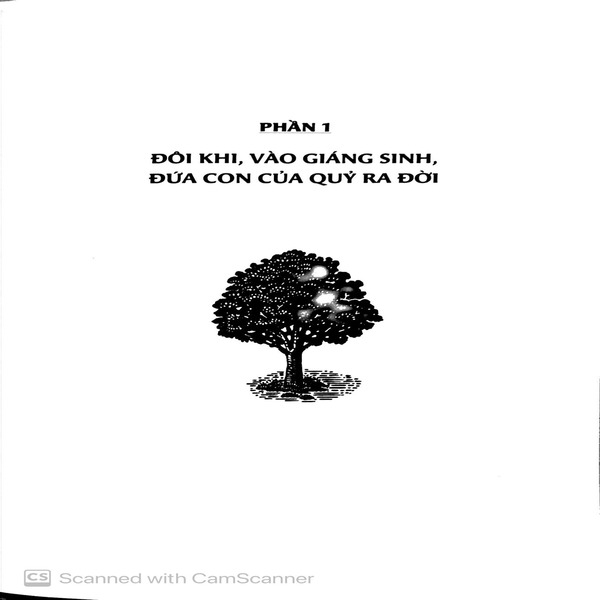 PHẦN 1
ĐÔI KHI, VÀO GIÁNG SINH,
ĐỨA CON CỦA QUỶ RA ĐỜI
CS Scanned with CamScanner